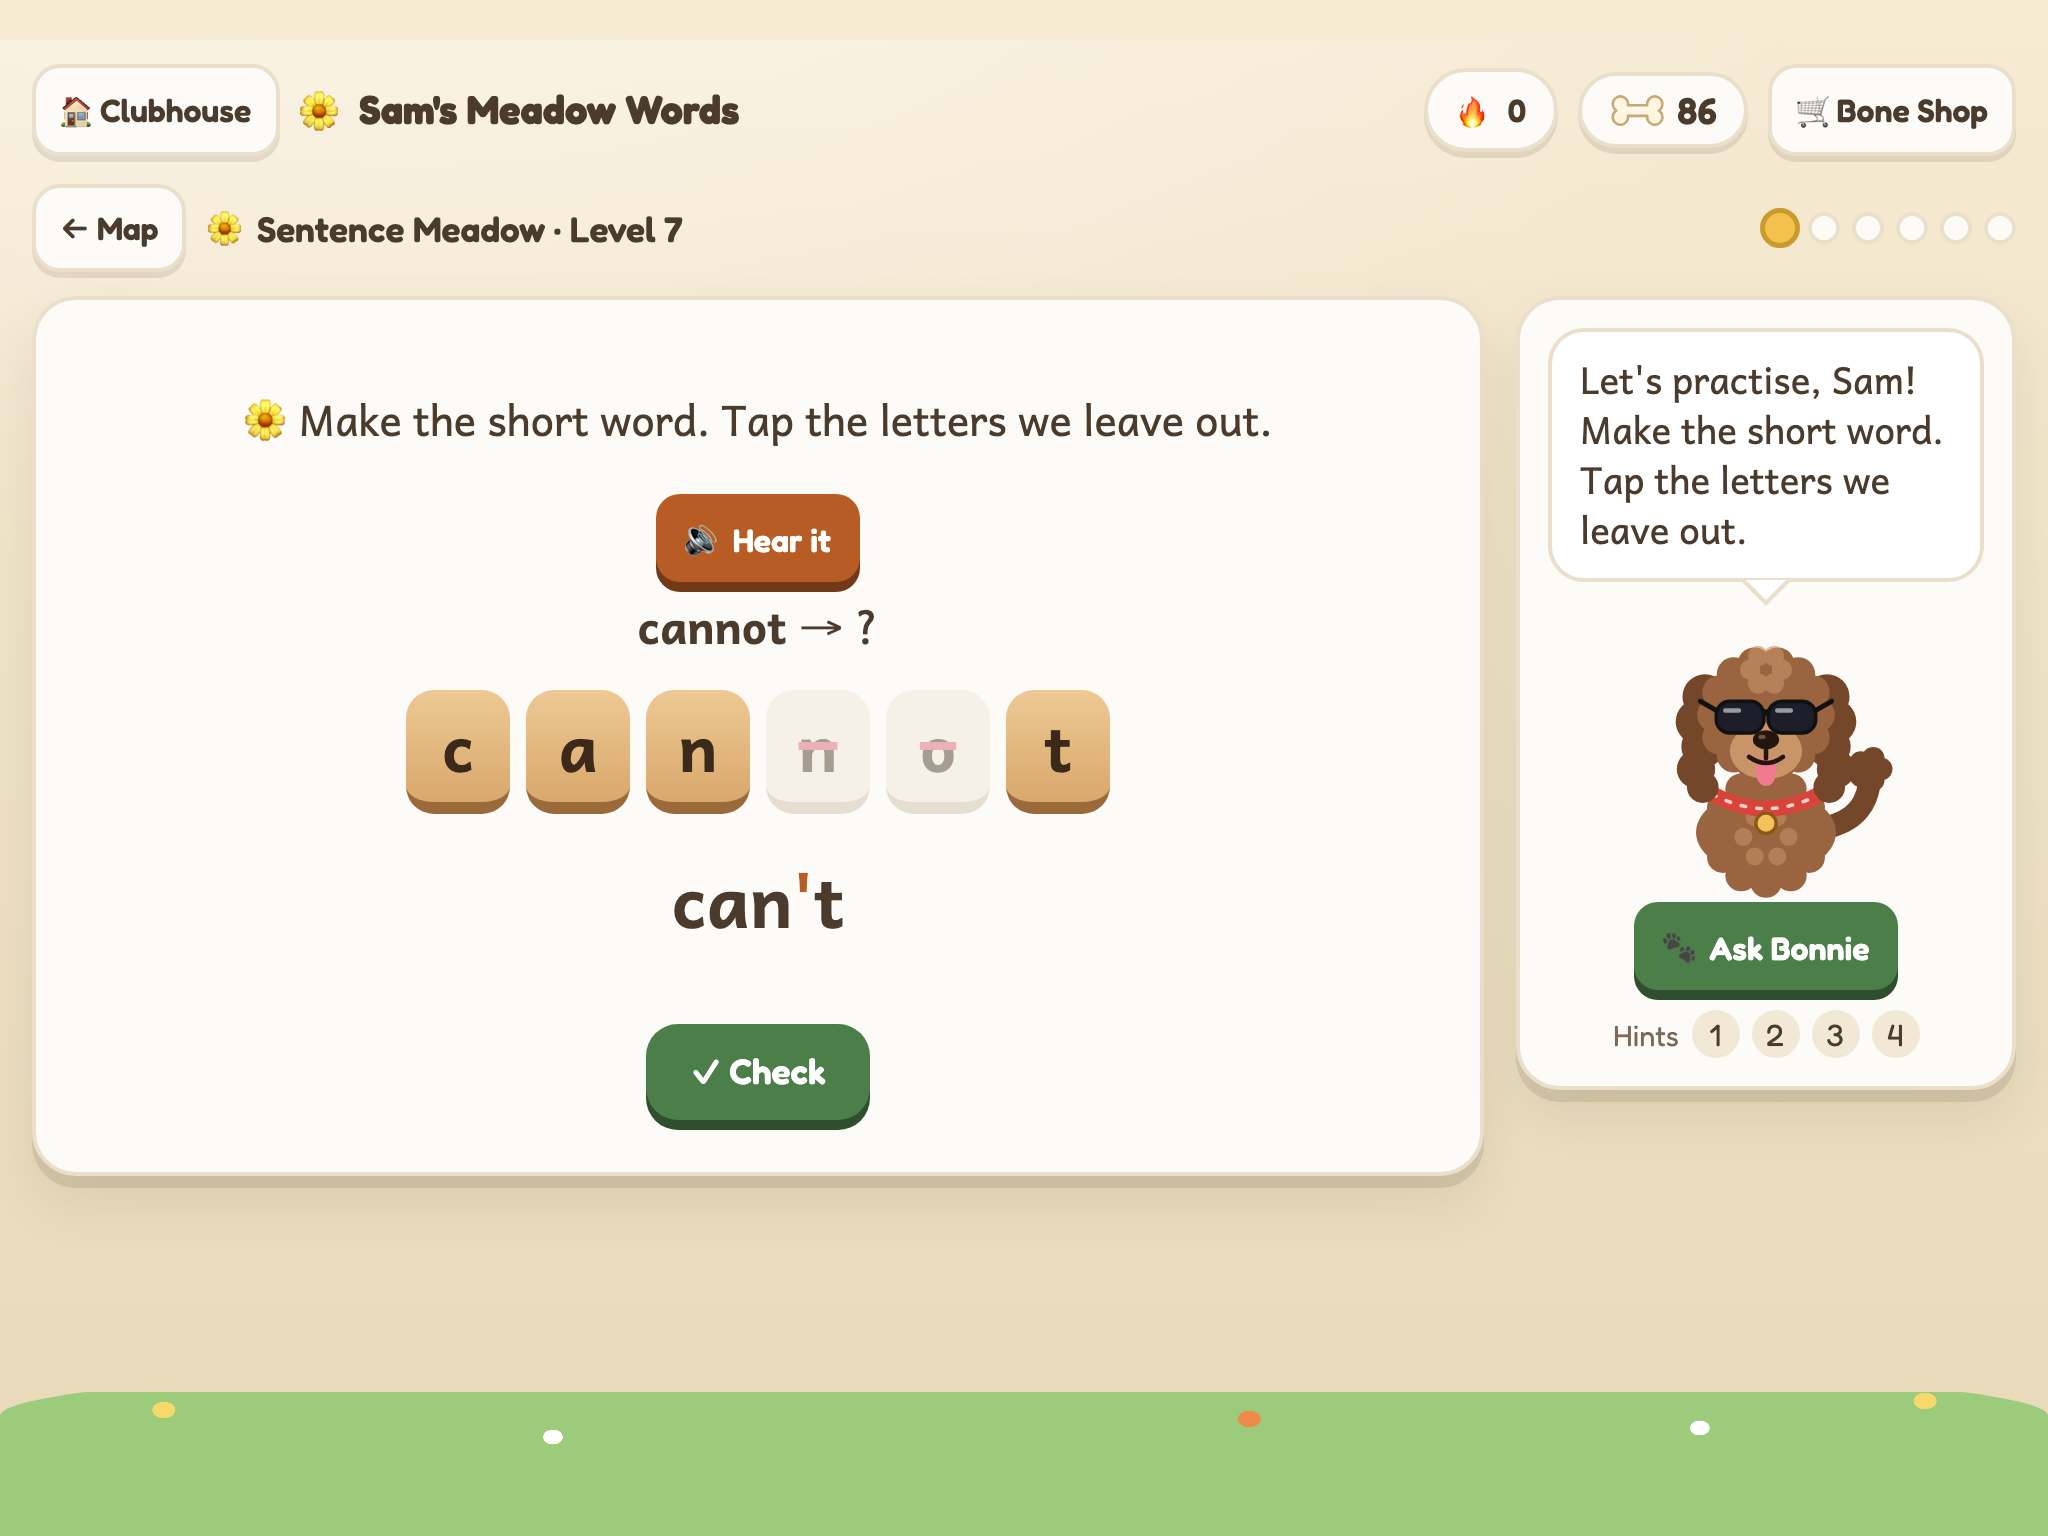 Clubhouse
Sam's Meadow Words
0
86
Bone Shop
← Map
Sentence Meadow · Level 7
Make the short word. Tap the letters we leave out.
Hear it
cannot → ?
c a n n o t
can't
✓ Check
Let's practise, Sam!
Make the short word.
Tap the letters we
leave out.
Ask Bonnie
Hints 1 2 3 4